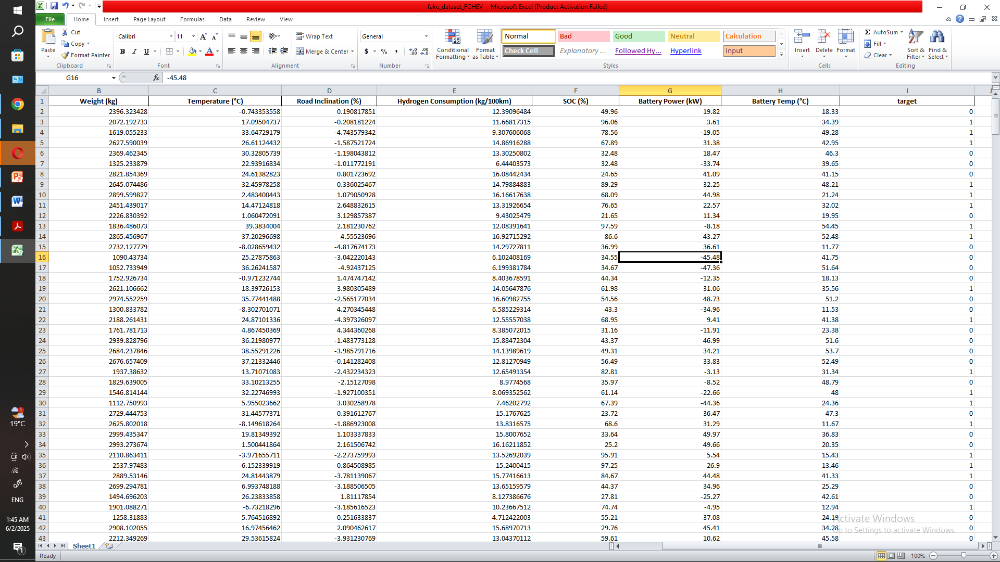 fake_dataset_FCHEV - Microsoft Excel (Product Activation Failed)
File Home Insert Page Layout Formulas Data Review View
Paste
Cut
Copy
Format Painter
Clipboard
Calibri 11
B I U
Font
Wrap Text
Merge & Center
Alignment
General
$ % ,
Number
Conditional Formatting
Format as Table
Normal Bad Good Neutral Calculation
Check Cell Explanatory ... Followed Hy... Hyperlink Input
Styles
Insert Delete Format
Cells
AutoSum
Fill
Clear
Sort & Filter
Find & Select
Editing
G16 fx -45.48
B C D E F G H I
1 Weight (kg) Temperature (°C) Road Inclination (%) Hydrogen Consumption (kg/100km) SOC (%) Battery Power (kW) Battery Temp (°C) target
2 2396.323428 -0.743353558 0.190817851 12.39096484 49.96 19.82 18.33 0
3 2072.192733 17.09504737 -0.208181224 11.66817315 96.06 3.61 34.39 1
4 1619.055233 33.64729179 -4.743579342 9.307606068 78.56 -19.05 49.28 1
5 2627.590039 26.61124432 -1.587521724 14.86916288 67.89 31.38 42.95 1
6 2369.462345 30.32805739 -1.198043812 13.30250802 32.48 18.47 46.3 0
7 1325.233879 22.93916834 -1.011772191 6.44403573 32.48 -33.74 39.65 0
8 2821.854369 24.61382823 0.801723692 16.08442434 24.65 41.09 41.15 0
9 2645.074486 32.45978258 0.336025467 14.79884883 89.29 32.25 48.21 1
10 2899.599827 2.483400443 1.079050928 16.16617638 68.09 44.98 21.24 1
11 2451.439017 14.47124818 2.648832615 13.31926654 76.65 22.57 32.02 1
12 2226.830392 1.060472091 3.129857387 9.43025479 21.65 11.34 19.95 0
13 1836.486073 39.3834004 2.181230762 12.08391641 97.59 -8.18 54.45 1
14 2865.456967 37.20296698 4.55523696 16.92715292 86.6 43.27 52.48 1
15 2732.127779 -8.028659432 -4.817674173 14.29727811 36.99 36.61 11.77 0
16 1090.43734 25.27875863 -3.042220143 6.102408169 34.55 -45.48 41.75 0
17 1052.733949 36.26241587 -4.92437125 6.199381784 34.67 -47.36 51.64 0
18 1752.926734 -0.971232744 1.474747142 8.403678591 44.34 -12.35 18.13 0
19 2621.106662 18.39726153 3.980305489 14.05647876 61.98 31.06 35.56 1
20 2974.552259 35.77441488 -2.565177034 16.60982755 54.56 48.73 51.2 0
21 1300.833782 -8.302701071 4.270345448 6.585229314 43.3 -34.96 11.53 0
22 2188.261431 24.87101336 -4.397326097 12.55557038 68.95 9.41 41.38 1
23 1761.781713 4.867450369 4.344360268 8.385072015 31.16 -11.91 23.38 0
24 2939.828796 36.21980977 -1.483773128 15.88472304 43.37 46.99 51.6 0
25 2684.237846 38.55291226 -3.985791716 14.13989619 49.31 34.21 53.7 0
26 2676.657409 37.21332446 -0.141282408 12.81270949 56.49 33.83 52.49 0
27 1937.38632 13.71071083 -2.432234323 12.65491354 82.81 -3.13 31.34 1
28 1829.639005 33.10213255 -2.15127098 8.9774568 35.97 -8.52 48.79 0
29 1546.814144 32.22746993 -1.927100351 8.069352562 61.14 -22.66 48 1
30 1112.750993 5.955023662 3.030258978 7.46202792 67.39 -44.36 24.36 1
31 2729.444753 31.44577371 0.391612767 15.1767625 23.72 36.47 47.3 0
32 2625.802018 -8.149618264 -1.886923008 13.8316575 68.6 31.29 11.67 1
33 2999.435347 19.81349392 1.103337833 15.8007652 33.64 49.97 36.83 0
34 2993.273674 1.500441864 2.161506742 16.16211852 25.2 49.66 20.35 0
35 2110.863411 -3.971655711 -2.273759993 13.52692039 95.91 5.54 15.43 1
36 2537.97483 -6.152339919 -0.864508985 15.2400415 97.25 26.9 13.46 1
37 2889.53146 24.81443879 -3.781139067 15.77416613 84.67 44.48 41.33 1
38 2699.294781 6.993748188 -3.188506505 13.65159579 44.37 34.96 25.29 0
39 1494.696203 26.23833858 1.81117854 8.127386676 27.81 -25.27 42.61 0
40 1901.088271 -6.73218296 -3.185616523 10.23667512 74.74 -4.95 12.94 1
41 1258.31883 5.764516892 0.251633837 4.712422003 55.21 -37.08 24.19 0
42 2908.102055 16.97456462 2.090462617 15.68970713 29.76 45.41 34.28 0
43 2212.349269 29.53615824 -3.931230769 13.04370112 59.61 10.62 45.58 0
Activate Windows
Go to Settings to activate Windows.
Sheet1
Ready 100%
19°C
ENG
1:45 AM
6/2/2025